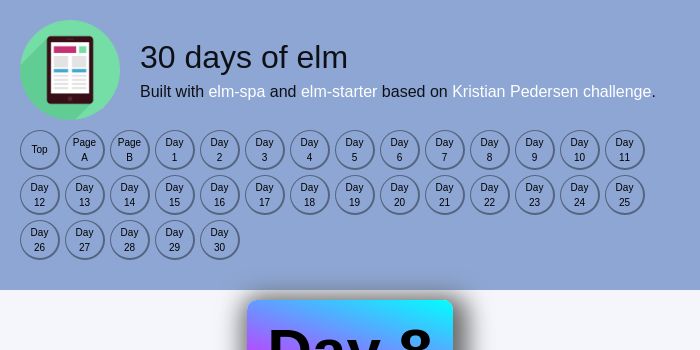 30 days of elm
Built with elm-spa and elm-starter based on Kristian Pedersen challenge.
Top Page A Page B Day 1 Day 2 Day 3 Day 4 Day 5 Day 6 Day 7 Day 8 Day 9 Day 10 Day 11
Day 12 Day 13 Day 14 Day 15 Day 16 Day 17 Day 18 Day 19 Day 20 Day 21 Day 22 Day 23 Day 24 Day 25
Day 26 Day 27 Day 28 Day 29 Day 30
Day 8